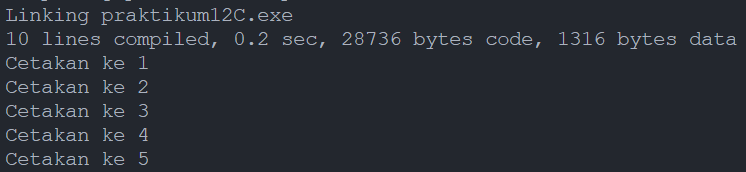 Linking praktikum12C.exe
10 lines compiled, 0.2 sec, 28736 bytes code, 1316 bytes data
Cetakan ke 1
Cetakan ke 2
Cetakan ke 3
Cetakan ke 4
Cetakan ke 5